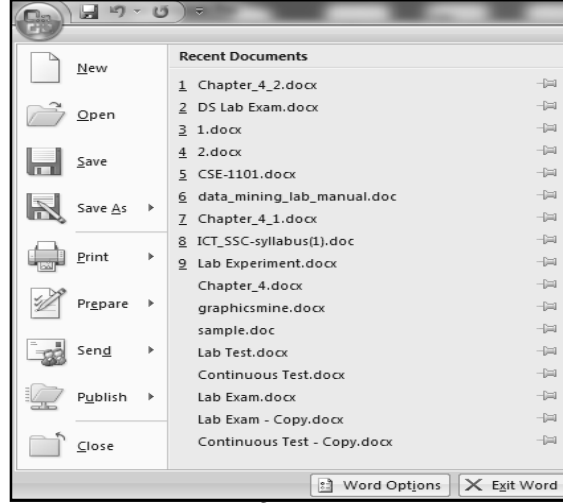 New
Open
Save
Save As
Print
Prepare
Send
Publish
Close
Recent Documents
1 Chapter_4_2.docx
2 DS Lab Exam.docx
3 1.docx
4 2.docx
5 CSE-1101.docx
6 data_mining_lab_manual.doc
7 Chapter_4_1.docx
8 ICT_SSC-syllabus(1).doc
9 Lab Experiment.docx
Chapter_4.docx
graphicsmine.docx
sample.doc
Lab Test.docx
Continuous Test.docx
Lab Exam.docx
Lab Exam - Copy.docx
Continuous Test - Copy.docx
Word Options
Exit Word